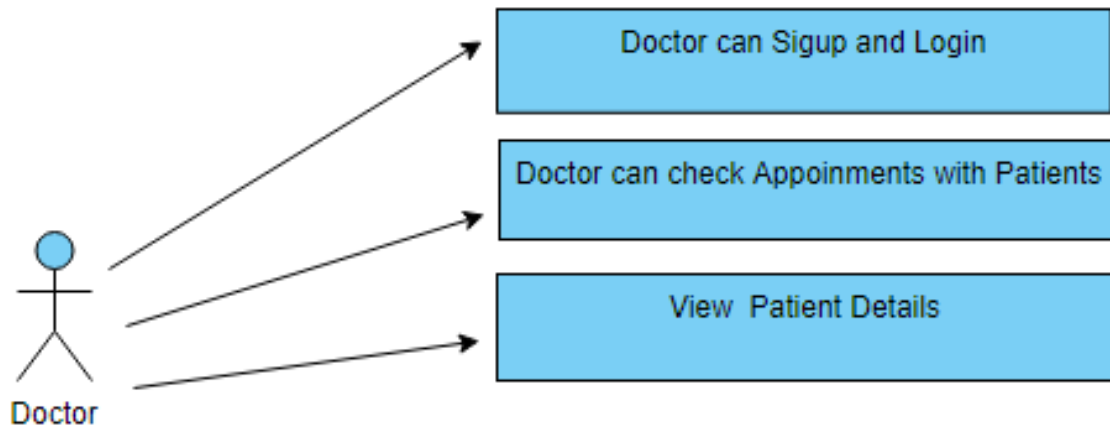 Doctor can Sigup and Login
Doctor can check Appoinments with Patients
View Patient Details
Doctor